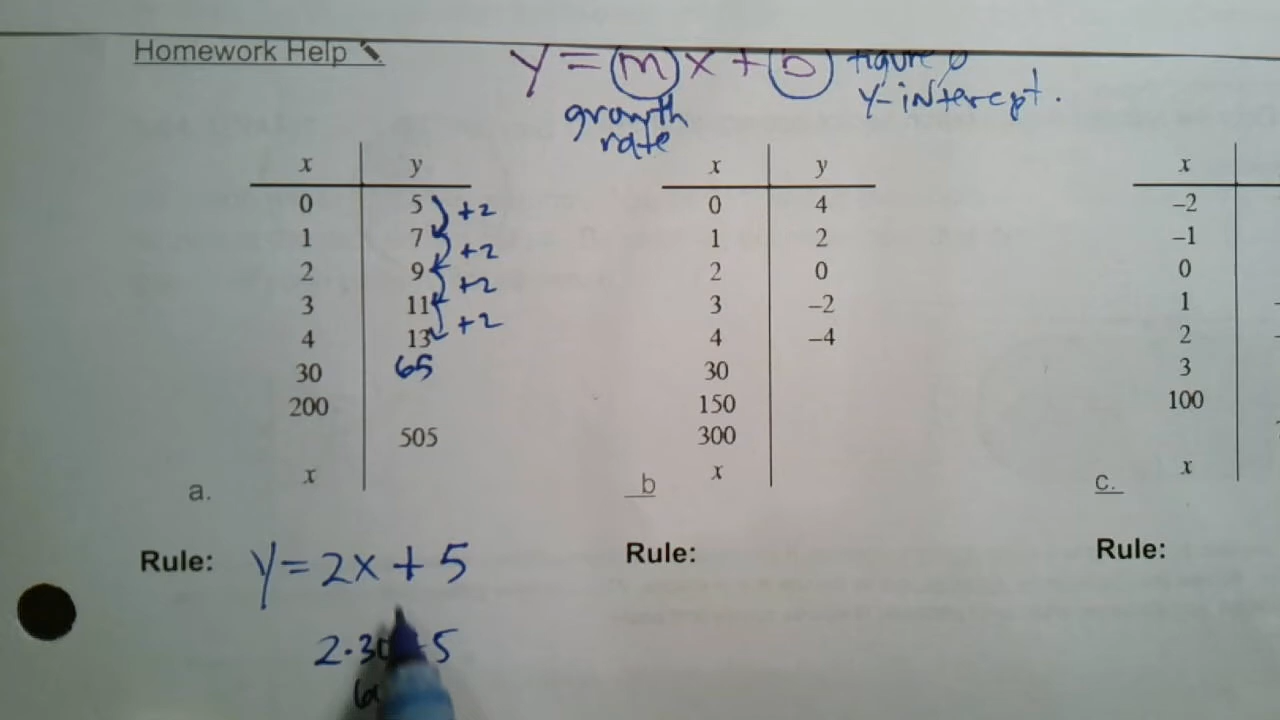 Homework Help
y = m x + b figure 0
y-intercept.
growth
rate
x y
0 5 +2
1 7 +2
2 9 +2
3 11 +2
4 13
30 65
200
505
x
a.
Rule: y = 2x + 5
2·30 5
x y
0 4
1 2
2 0
3 –2
4 –4
30
150
300
x
b
Rule:
x
–2
–1
0
1
2
3
100
x
c.
Rule: